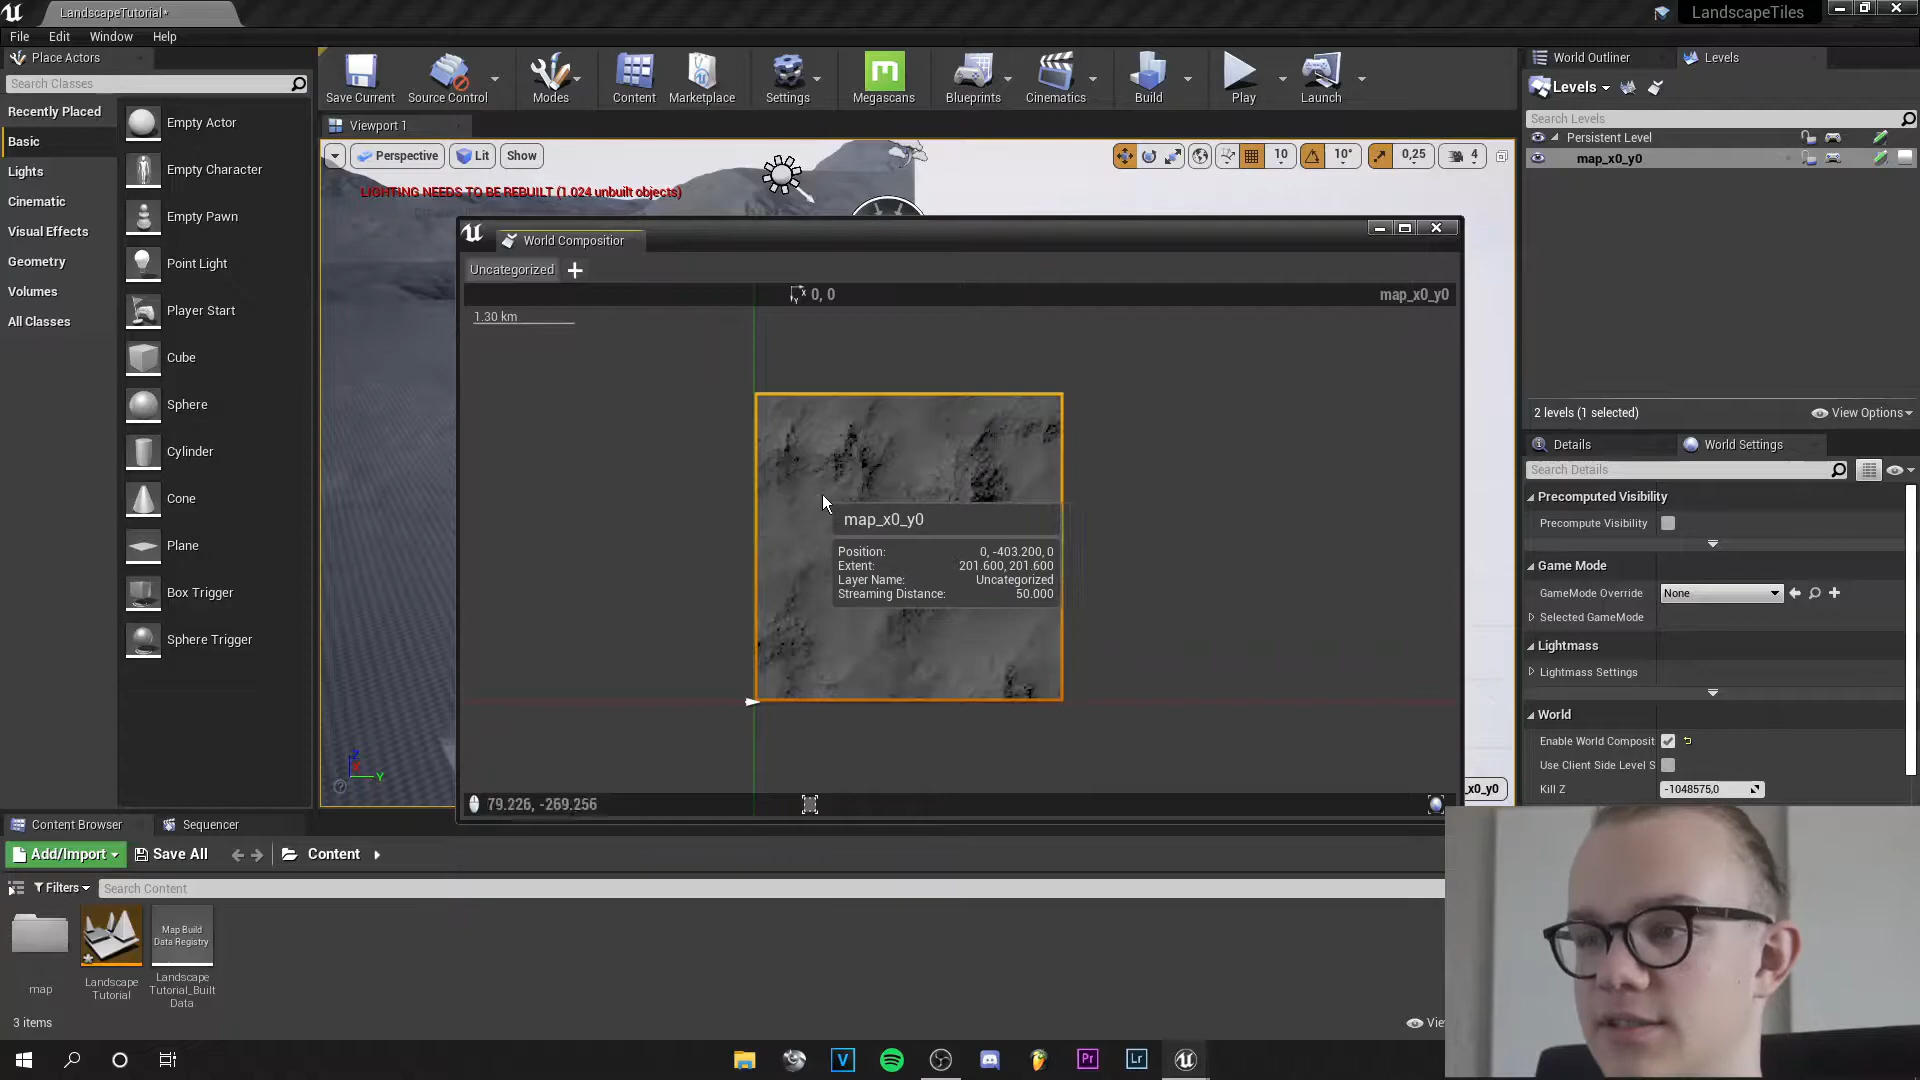 LandscapeTutorial*
LandscapeTiles
File Edit Window Help
Place Actors
Search Classes
Recently Placed
Basic
Lights
Cinematic
Visual Effects
Geometry
Volumes
All Classes
Empty Actor
Empty Character
Empty Pawn
Point Light
Player Start
Cube
Sphere
Cylinder
Cone
Plane
Box Trigger
Sphere Trigger
Save Current
Source Control
Modes
Content
Marketplace
Settings
Megascans
Blueprints
Cinematics
Build
Play
Launch
Viewport 1
Perspective Lit Show
10 10° 0,25 4
LIGHTING NEEDS TO BE REBUILT (1.024 unbuilt objects)
World Compositior
Uncategorized
0, 0
map_x0_y0
1.30 km
map_x0_y0
Position: 0, -403.200, 0
Extent: 201.600, 201.600
Layer Name: Uncategorized
Streaming Distance: 50.000
79.226, -269.256
_x0_y0
Z
Y
World Outliner Levels
Levels
Search Levels
Persistent Level
map_x0_y0
2 levels (1 selected)
View Options
Details World Settings
Search Details
Precomputed Visibility
Precompute Visibility
Game Mode
GameMode Override None
Selected GameMode
Lightmass
Lightmass Settings
World
Enable World Composit
Use Client Side Level S
Kill Z -1048575,0
Content Browser Sequencer
Add/Import Save All Content
Filters Search Content
map
Landscape
Tutorial
Map Build
Data Registry
Landscape
Tutorial_Built
Data
3 items
Vie
V
Pr
Lr